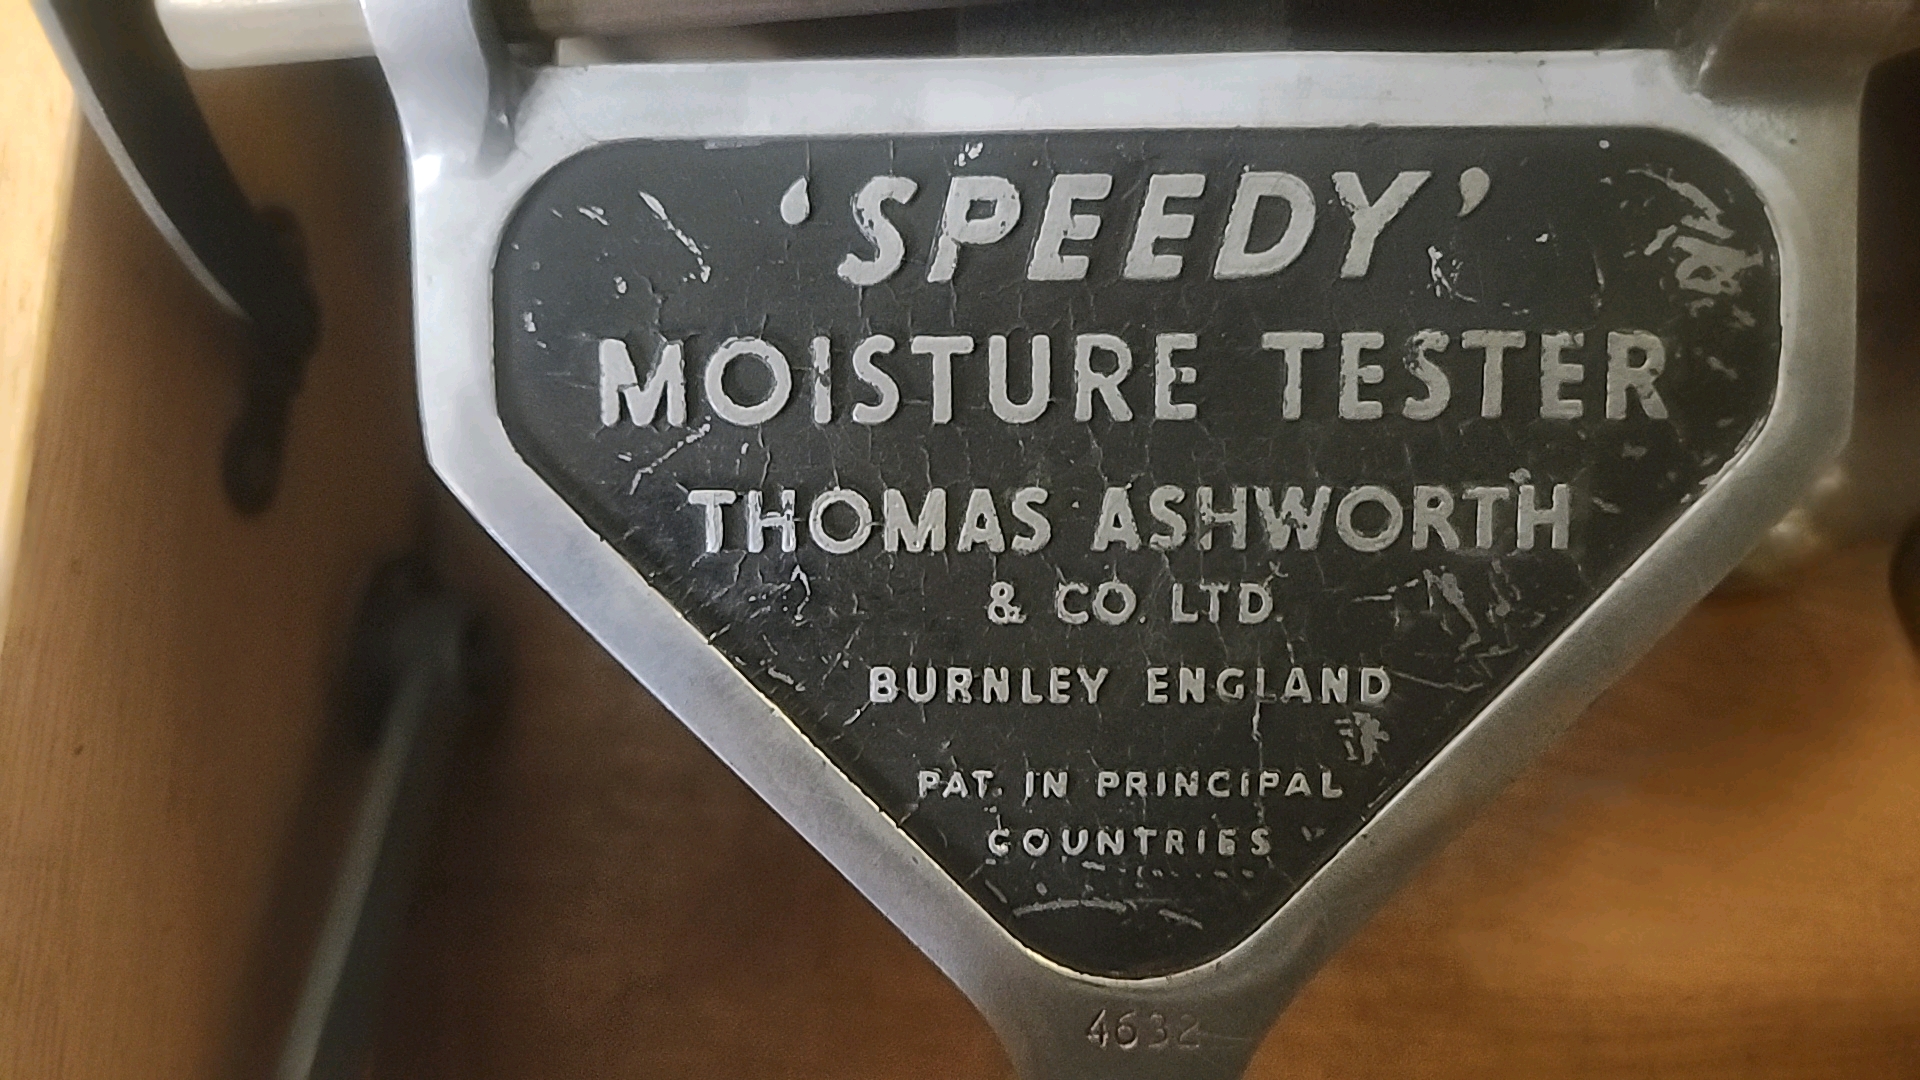 ‘SPEEDY’
MOISTURE TESTER
THOMAS ASHWORTH
& CO. LTD.
BURNLEY ENGLAND
PAT. IN PRINCIPAL
COUNTRIES
4632